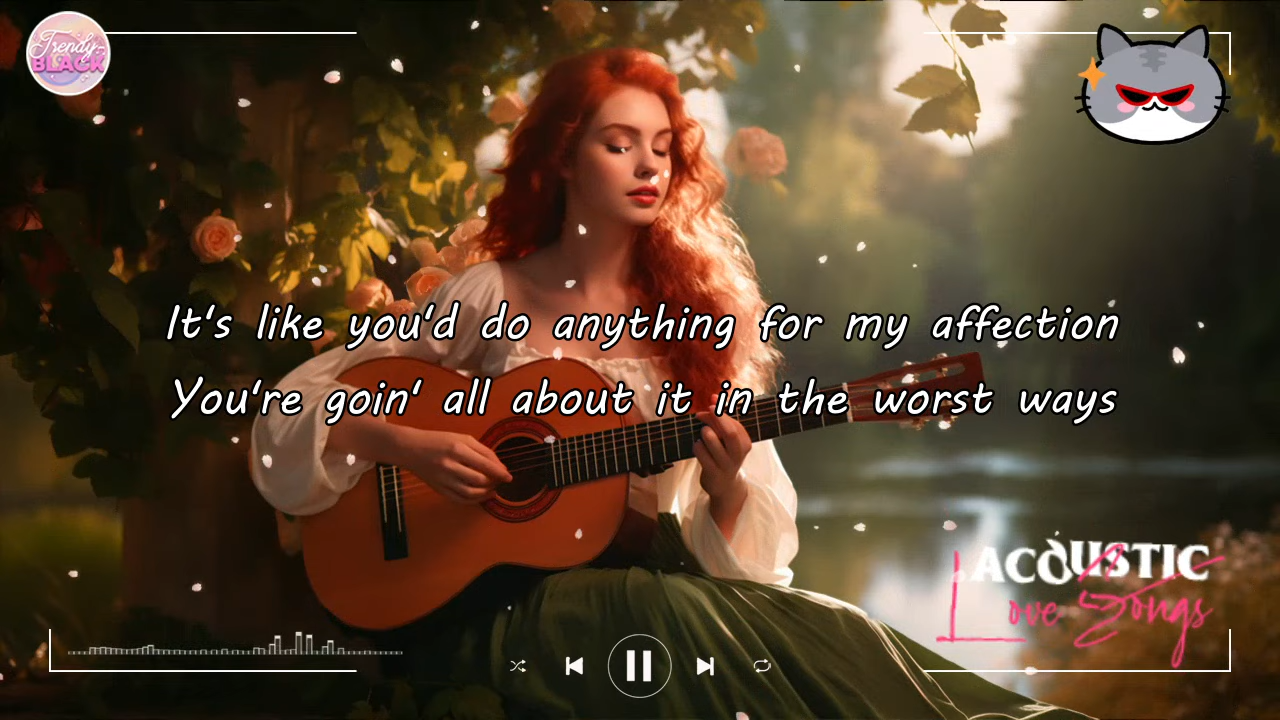 Trendy
BLACK
It's like you'd do anything for my affection
You're goin' all about it in the worst ways
ACOUSTIC
Love Songs